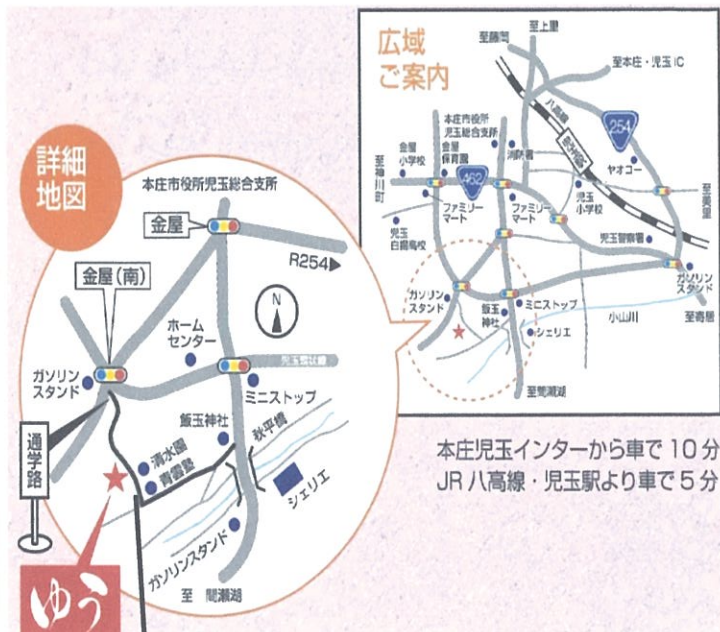 広域
ご案内
至藤岡
至上里
至本庄・児玉IC
八高線
254
ヤオコー
本庄市役所
児玉総合支所
消防署
金屋
小学校
金屋
保育園
至神川町
462
ファミリー
マート
ファミリー
マート
児玉
小学校
至美里
児玉
白楊高校
児玉警察署
ガソリン
スタンド
ガソリン
スタンド
飯玉
神社
ミニストップ
シェリエ
小山川
至寄居
至間瀬湖
詳細
地図
本庄市役所児玉総合支所
金屋
R254
金屋(南)
N
ホーム
センター
ガソリン
スタンド
ミニストップ
通学路
飯玉神社
秋平橋
清水園
青雲塾
シェリエ
ガソリンスタンド
至 間瀬湖
ゆう
本庄児玉インターから車で10分
JR八高線・児玉駅より車で5分